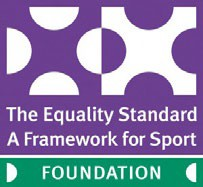 The Equality Standard
A Framework for Sport
FOUNDATION